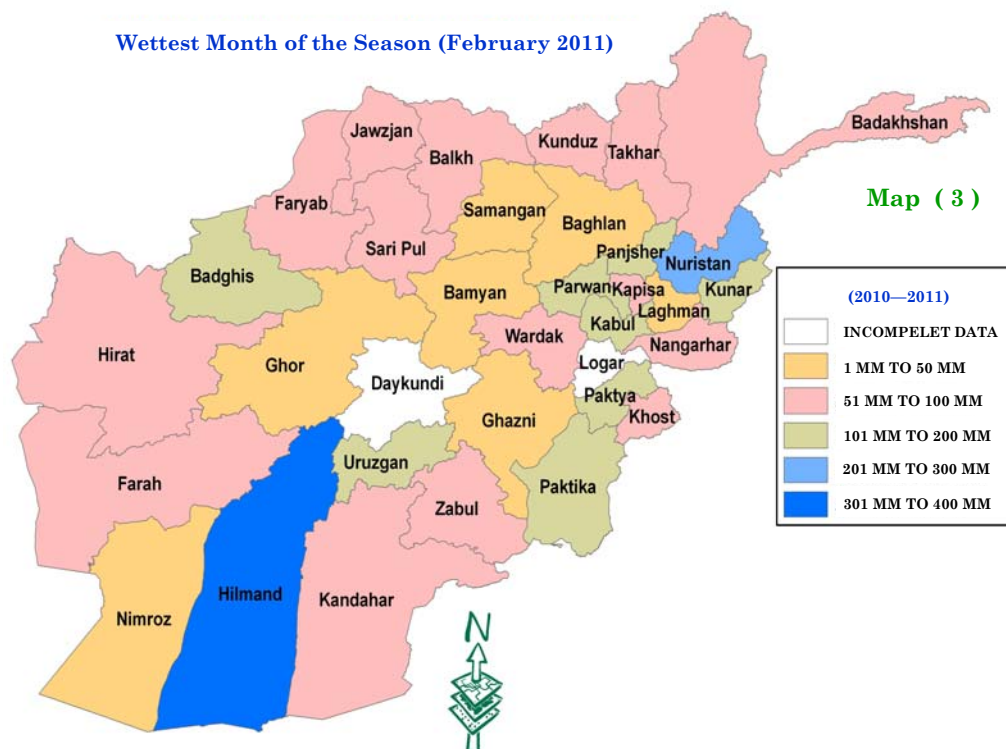 Wettest Month of the Season (February 2011)
Jawzjan
Balkh
Kunduz
Takhar
Badakhshan
Faryab
Samangan
Baghlan
Map ( 3 )
Sari Pul
Badghis
Panjsher
Nuristan
Bamyan
Parwan
Kapisa
Kunar
Laghman
Kabul
Hirat
Ghor
Wardak
Nangarhar
Logar
Daykundi
Paktya
Ghazni
Khost
Uruzgan
Farah
Paktika
Zabul
Hilmand
Kandahar
Nimroz
N
(2010—2011)
INCOMPELET DATA
1 MM TO 50 MM
51 MM TO 100 MM
101 MM TO 200 MM
201 MM TO 300 MM
301 MM TO 400 MM